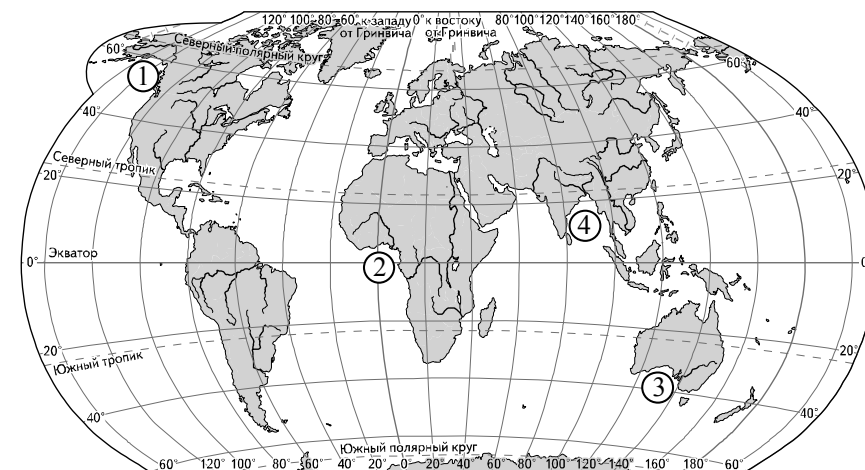 120° 100° 80° 60° к западу 0° к востоку 80° 100° 120° 140° 160° 180°
от Гринвича от Гринвича
Северный полярный круг
60° 60°
1
40° 40°
Северный тропик
20° 20°
4
Экватор
0°
2
20° 20°
Южный тропик
3
40° 40°
Южный полярный круг
60° 120° 100° 80° 60° 40° 20° 0° 20° 40° 60° 80° 100° 120° 140° 160° 180° 60°